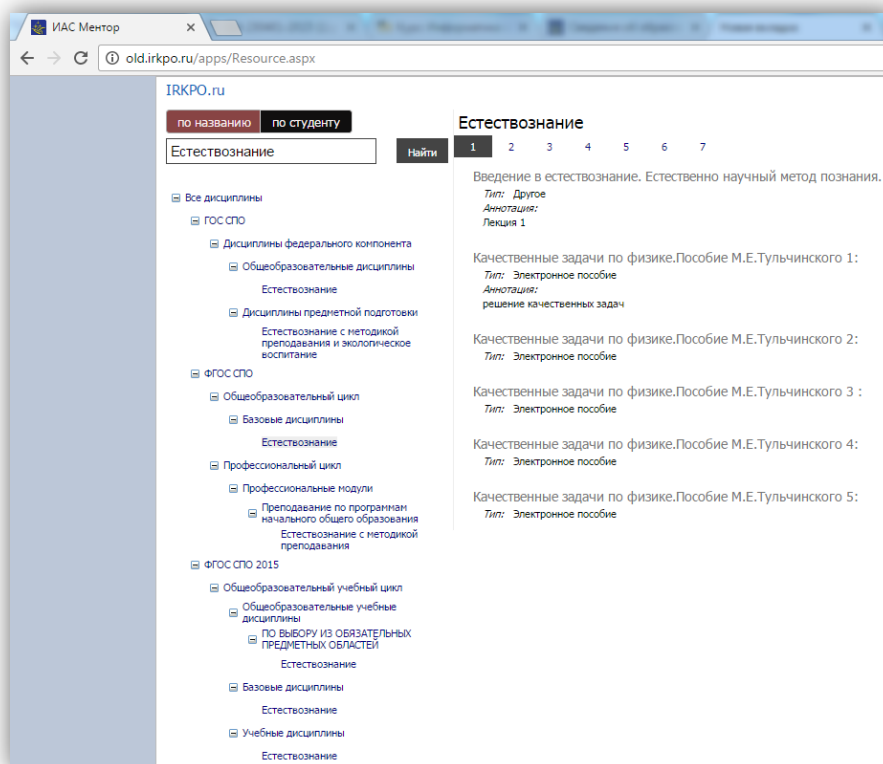 ИАС Ментор
old.irkpo.ru/apps/Resource.aspx
IRKPO.ru
по названию по студенту
Естествознание Найти
Все дисциплины
ГОС СПО
Дисциплины федерального компонента
Общеобразовательные дисциплины
Естествознание
Дисциплины предметной подготовки
Естествознание с методикой
преподавания и экологическое
воспитание
ФГОС СПО
Общеобразовательный цикл
Базовые дисциплины
Естествознание
Профессиональный цикл
Профессиональные модули
Преподавание по программам
начального общего образования
Естествознание с методикой
преподавания
ФГОС СПО 2015
Общеобразовательный учебный цикл
Общеобразовательные учебные
дисциплины
ПО ВЫБОРУ ИЗ ОБЯЗАТЕЛЬНЫХ
ПРЕДМЕТНЫХ ОБЛАСТЕЙ
Естествознание
Базовые дисциплины
Естествознание
Учебные дисциплины
Естествознание
Естествознание
1 2 3 4 5 6 7
Введение в естествознание. Естественно научный метод познания.
Тип: Другое
Аннотация:
Лекция 1
Качественные задачи по физике.Пособие М.Е.Тульчинского 1:
Тип: Электронное пособие
Аннотация:
решение качественных задач
Качественные задачи по физике.Пособие М.Е.Тульчинского 2:
Тип: Электронное пособие
Качественные задачи по физике.Пособие М.Е.Тульчинского 3 :
Тип: Электронное пособие
Качественные задачи по физике.Пособие М.Е.Тульчинского 4:
Тип: Электронное пособие
Качественные задачи по физике.Пособие М.Е.Тульчинского 5:
Тип: Электронное пособие